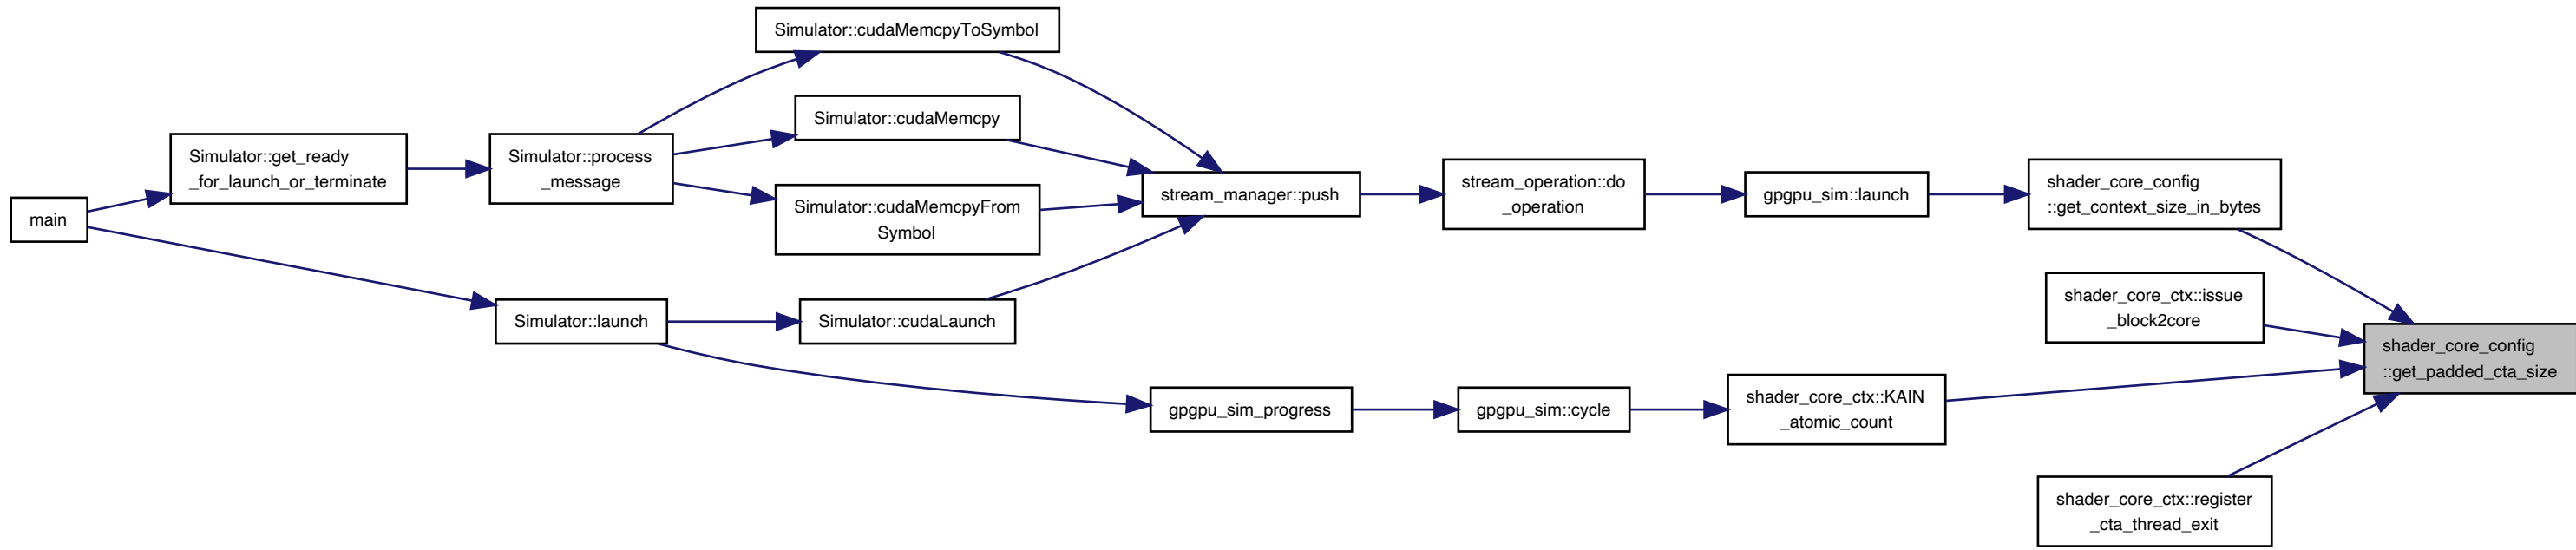 main
Simulator::get_ready
_for_launch_or_terminate
Simulator::process
_message
Simulator::launch
Simulator::cudaMemcpyToSymbol
Simulator::cudaMemcpy
Simulator::cudaMemcpyFrom
Symbol
Simulator::cudaLaunch
stream_manager::push
gpgpu_sim_progress
stream_operation::do
_operation
gpgpu_sim::cycle
gpgpu_sim::launch
shader_core_ctx::KAIN
_atomic_count
shader_core_config
::get_context_size_in_bytes
shader_core_ctx::issue
_block2core
shader_core_ctx::register
_cta_thread_exit
shader_core_config
::get_padded_cta_size